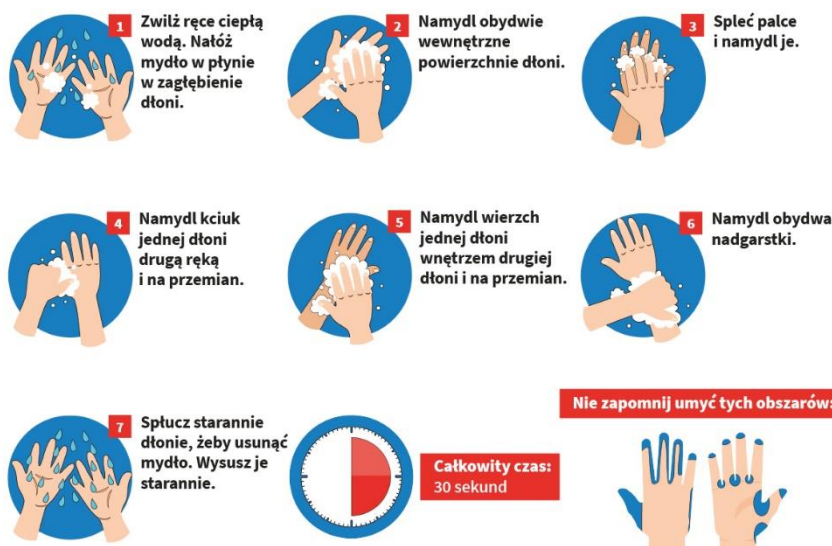 1
Zwilż ręce ciepłą
wodą. Nałóż
mydło w płynie
w zagłębienie
dłoni.
2
Namydl obydwie
wewnętrzne
powierzchnie dłoni.
3
Spleć palce
i namydl je.
4
Namydl kciuk
jednej dłoni
drugą ręką
i na przemian.
5
Namydl wierzch
jednej dłoni
wnętrzem drugiej
dłoni i na przemian.
6
Namydl obydwa
nadgarstki.
7
Spłucz starannie
dłonie, żeby usunąć
mydło. Wysusz je
starannie.
Całkowity czas:
30 sekund
Nie zapomnij umyć tych obszarów: